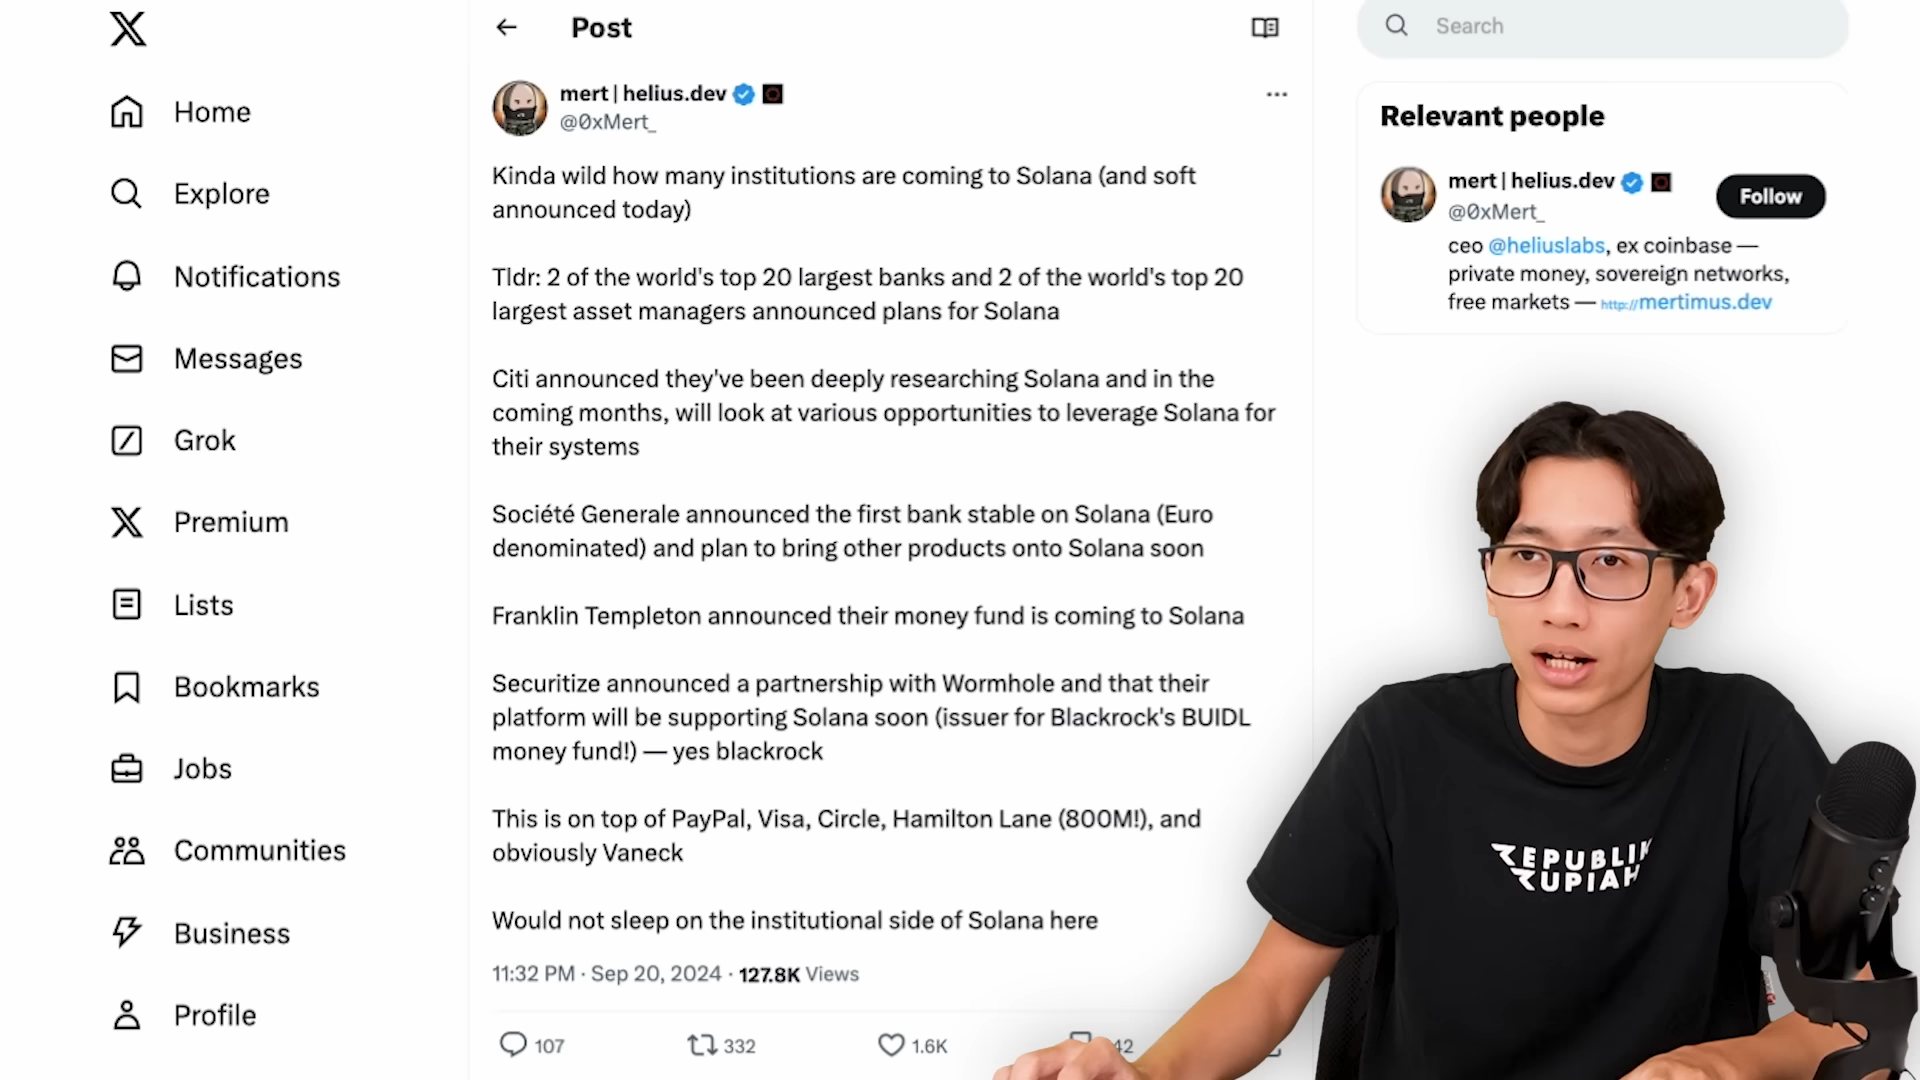 Home
Explore
Notifications
Messages
Grok
Premium
Lists
Bookmarks
Jobs
Communities
Business
Profile
Post
mert | helius.dev
@0xMert_
Kinda wild how many institutions are coming to Solana (and soft
announced today)
Tldr: 2 of the world's top 20 largest banks and 2 of the world's top 20
largest asset managers announced plans for Solana
Citi announced they've been deeply researching Solana and in the
coming months, will look at various opportunities to leverage Solana for
their systems
Société Generale announced the first bank stable on Solana (Euro
denominated) and plan to bring other products onto Solana soon
Franklin Templeton announced their money fund is coming to Solana
Securitize announced a partnership with Wormhole and that their
platform will be supporting Solana soon (issuer for Blackrock's BUIDL
money fund!) — yes blackrock
This is on top of PayPal, Visa, Circle, Hamilton Lane (800M!), and
obviously Vaneck
Would not sleep on the institutional side of Solana here
11:32 PM · Sep 20, 2024 · 127.8K Views
107 332 1.6K
Search
Relevant people
mert | helius.dev
@0xMert_
Follow
ceo @heliuslabs, ex coinbase —
private money, sovereign networks,
free markets — http://mertimus.dev
REPUBLIK
RUPIAH